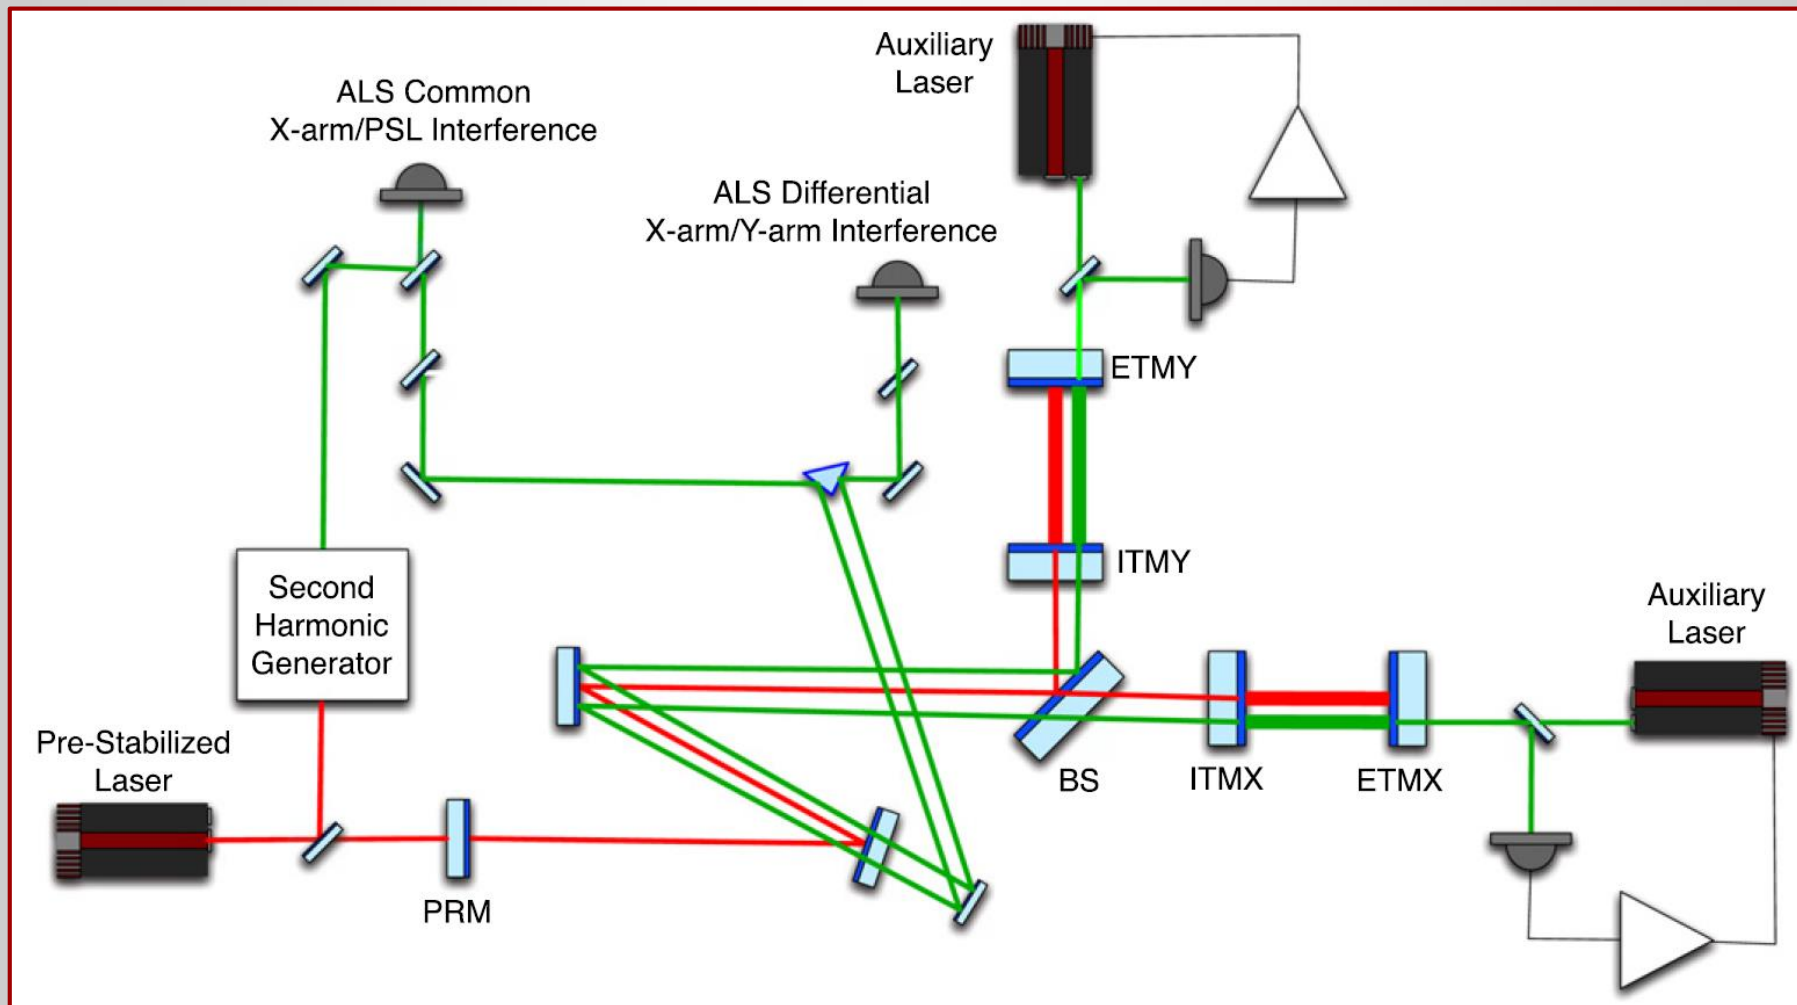 Auxiliary
Laser
ALS Common
X-arm/PSL Interference
ALS Differential
X-arm/Y-arm Interference
ETMY
ITMY
Second
Harmonic
Generator
Auxiliary
Laser
Pre-Stabilized
Laser
BS
ITMX
ETMX
PRM